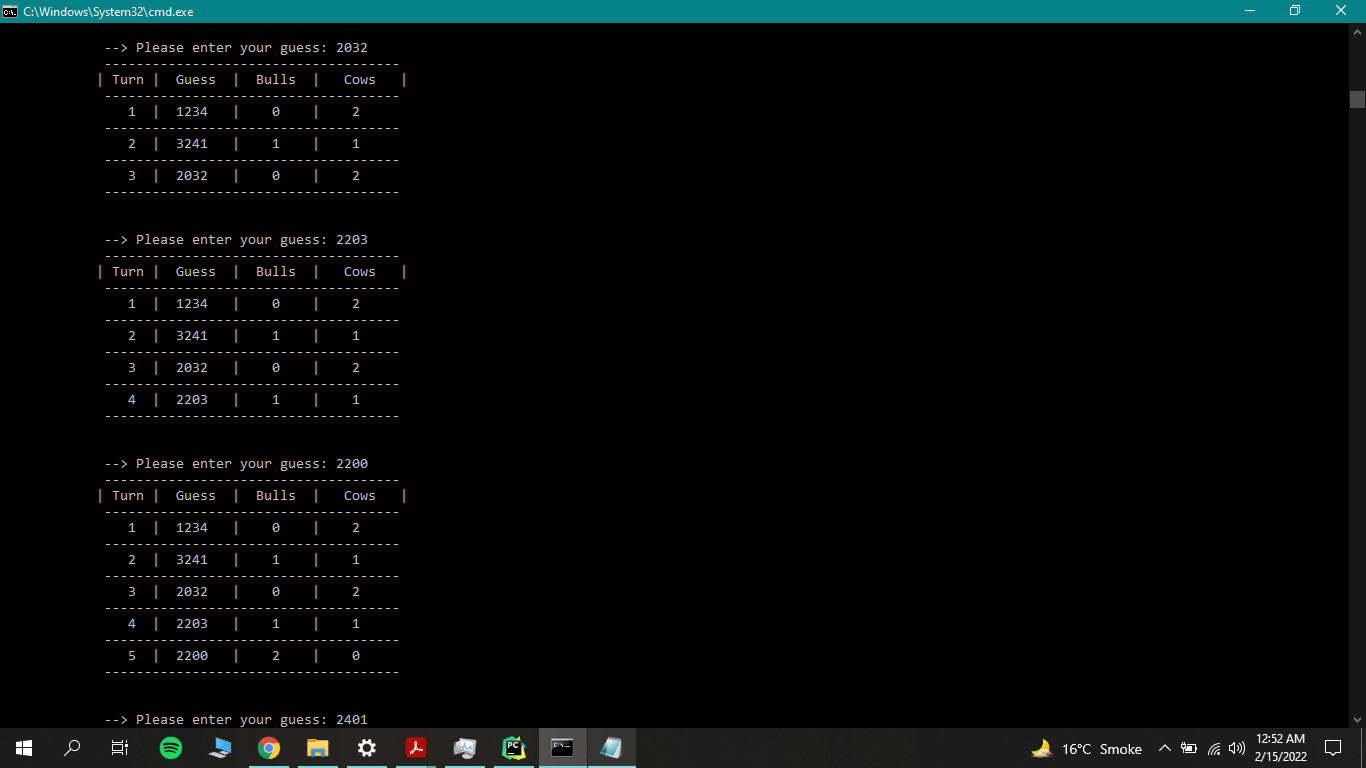 C:\Windows\System32\cmd.exe
--> Please enter your guess: 2032
-------------------------------------
| Turn |  Guess  |  Bulls  |   Cows   |
-------------------------------------
1  |  1234   |    0    |    2
-------------------------------------
2  |  3241   |    1    |    1
-------------------------------------
3  |  2032   |    0    |    2
-------------------------------------
--> Please enter your guess: 2203
-------------------------------------
| Turn |  Guess  |  Bulls  |   Cows   |
-------------------------------------
1  |  1234   |    0    |    2
-------------------------------------
2  |  3241   |    1    |    1
-------------------------------------
3  |  2032   |    0    |    2
-------------------------------------
4  |  2203   |    1    |    1
-------------------------------------
--> Please enter your guess: 2200
-------------------------------------
| Turn |  Guess  |  Bulls  |   Cows   |
-------------------------------------
1  |  1234   |    0    |    2
-------------------------------------
2  |  3241   |    1    |    1
-------------------------------------
3  |  2032   |    0    |    2
-------------------------------------
4  |  2203   |    1    |    1
-------------------------------------
5  |  2200   |    2    |    0
-------------------------------------
--> Please enter your guess: 2401
PC
16°C Smoke
12:52 AM
2/15/2022